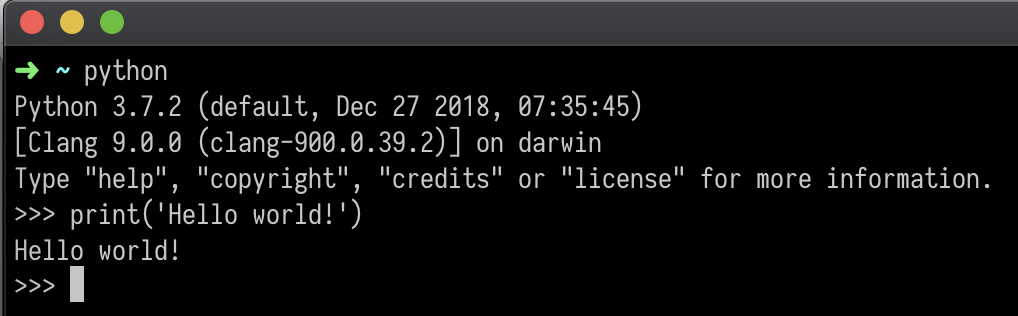 ➜ ~ python
Python 3.7.2 (default, Dec 27 2018, 07:35:45)
[Clang 9.0.0 (clang-900.0.39.2)] on darwin
Type "help", "copyright", "credits" or "license" for more information.
>>> print('Hello world!')
Hello world!
>>>